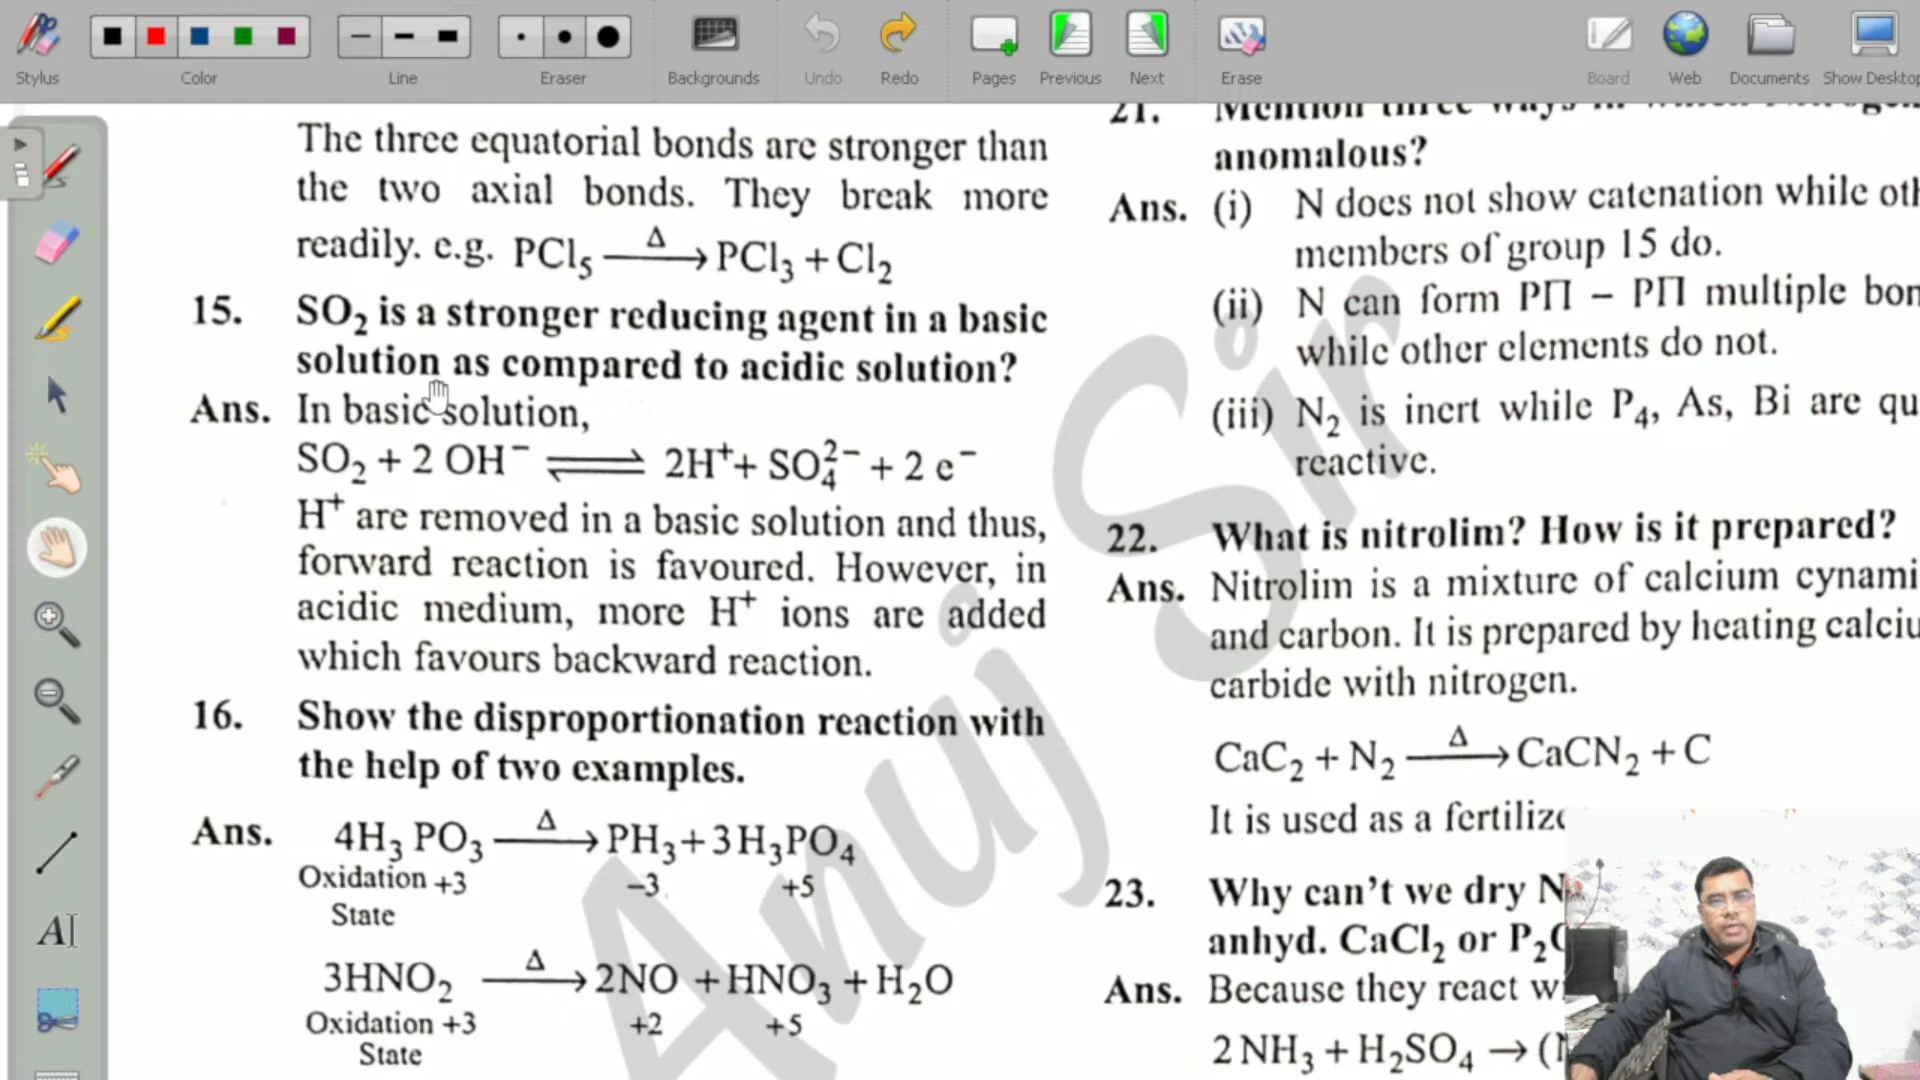 Stylus
Color
Line
Eraser
Backgrounds
Undo
Redo
Pages
Previous
Next
Erase
Board
Web
Documents
Show Desktop
The three equatorial bonds are stronger than
the two axial bonds. They break more
readily. e.g. PCl₅ —Δ→ PCl₃ + Cl₂
15. SO₂ is a stronger reducing agent in a basic
solution as compared to acidic solution?
Ans. In basic solution,
SO₂ + 2 OH⁻ ⇌ 2H⁺ + SO₄²⁻ + 2 e⁻
H⁺ are removed in a basic solution and thus,
forward reaction is favoured. However, in
acidic medium, more H⁺ ions are added
which favours backward reaction.
16. Show the disproportionation reaction with
the help of two examples.
Ans. 4H₃ PO₃ —Δ→ PH₃ + 3 H₃PO₄
Oxidation +3 –3 +5
State
3HNO₂ —Δ→ 2NO + HNO₃ + H₂O
Oxidation +3 +2 +5
State
21. Mention three ways in which
anomalous?
Ans. (i) N does not show catenation while
members of group 15 do.
(ii) N can form PΠ – PΠ multiple
while other elements do not.
(iii) N₂ is inert while P₄, As, Bi are
reactive.
22. What is nitrolim? How is it prepared?
Ans. Nitrolim is a mixture of calcium
and carbon. It is prepared by heating
carbide with nitrogen.
CaC₂ + N₂ —Δ→ CaCN₂ + C
It is used as a
23. Why can't we dry
anhyd. CaCl₂ or
Ans. Because they react
2 NH₃ + H₂SO₄ → (
Anuj Sir
AI